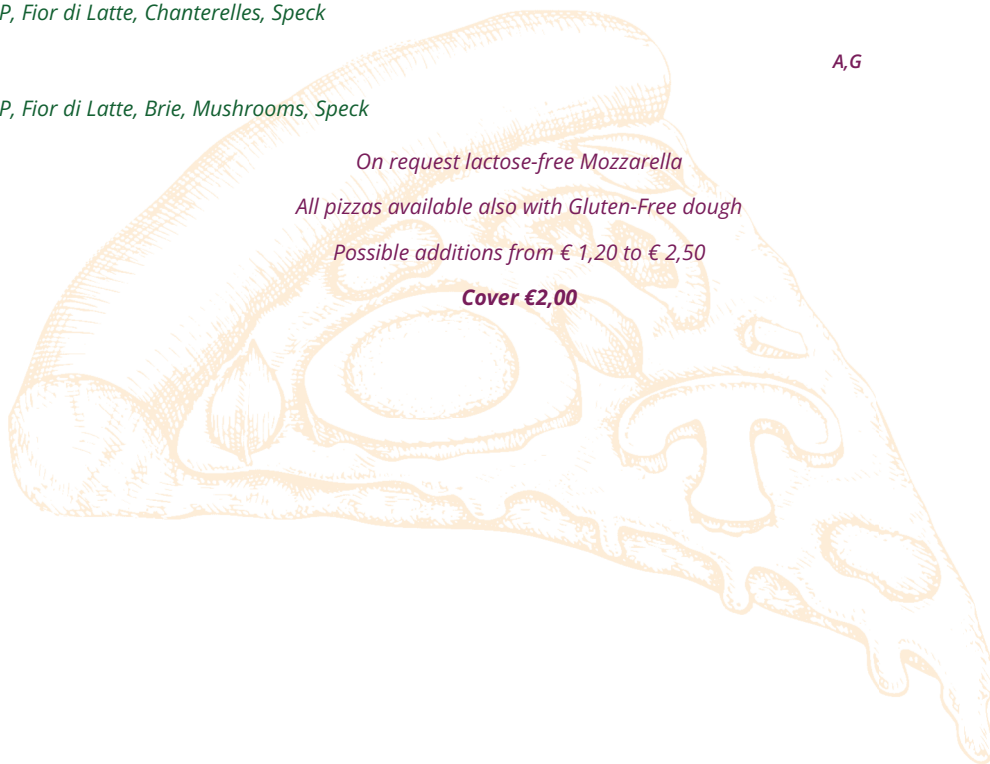 P, Fior di Latte, Chanterelles, Speck
A,G
P, Fior di Latte, Brie, Mushrooms, Speck
On request lactose-free Mozzarella
All pizzas available also with Gluten-Free dough
Possible additions from € 1,20 to € 2,50
Cover €2,00